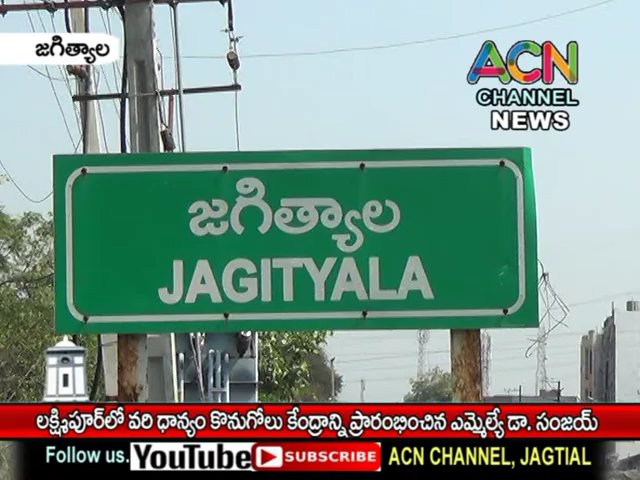 జగిత్యాల
ACN
CHANNEL
NEWS
జగిత్యాల
JAGITYALA
లక్ష్మిపూర్‌లో వరి ధాన్యం కొనుగోలు కేంద్రాన్ని ప్రారంభించిన ఎమ్మెల్యే డా. సంజయ్
Follow us. YouTube SUBSCRIBE ACN CHANNEL, JAGTIAL